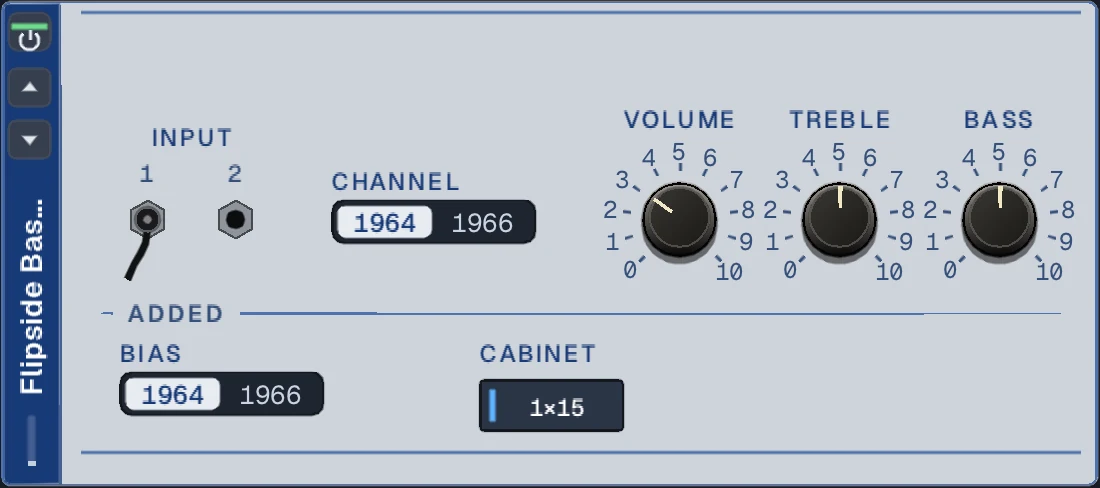 Flipside Bas...
INPUT
1 2
CHANNEL
1964 1966
VOLUME
0 1 2 3 4 5 6 7 8 9 10
TREBLE
0 1 2 3 4 5 6 7 8 9 10
BASS
0 1 2 3 4 5 6 7 8 9 10
ADDED
BIAS
1964 1966
CABINET
1×15